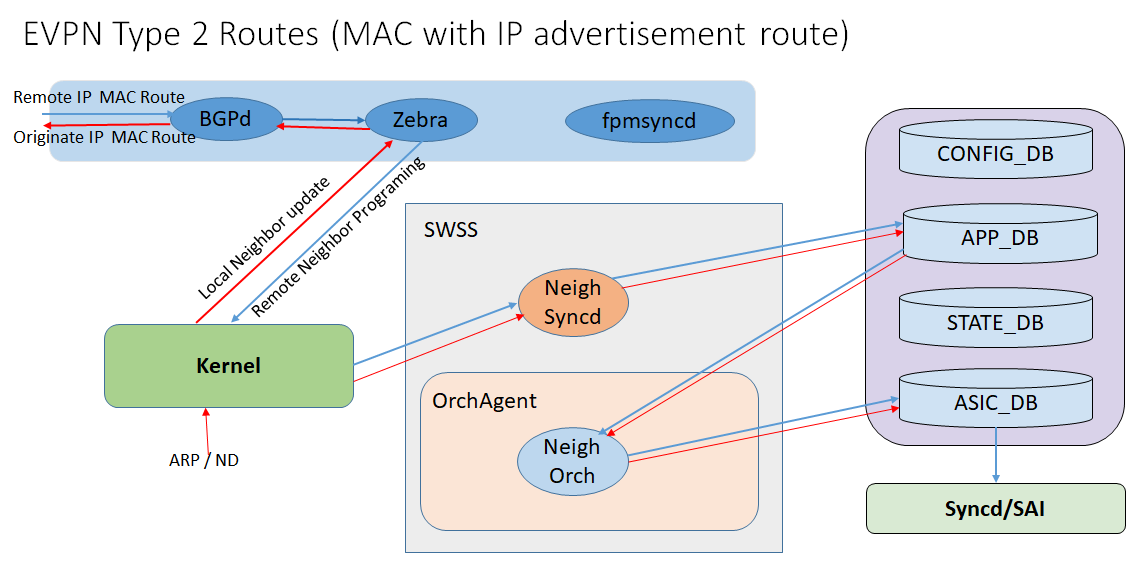 EVPN Type 2 Routes (MAC with IP advertisement route)
Remote IP MAC Route
Originate IP MAC Route
BGPd
Zebra
fpmsyncd
Local Neighbor update
Remote Neighbor Programing
Kernel
ARP / ND
SWSS
Neigh
Syncd
OrchAgent
Neigh
Orch
CONFIG_DB
APP_DB
STATE_DB
ASIC_DB
Syncd/SAI